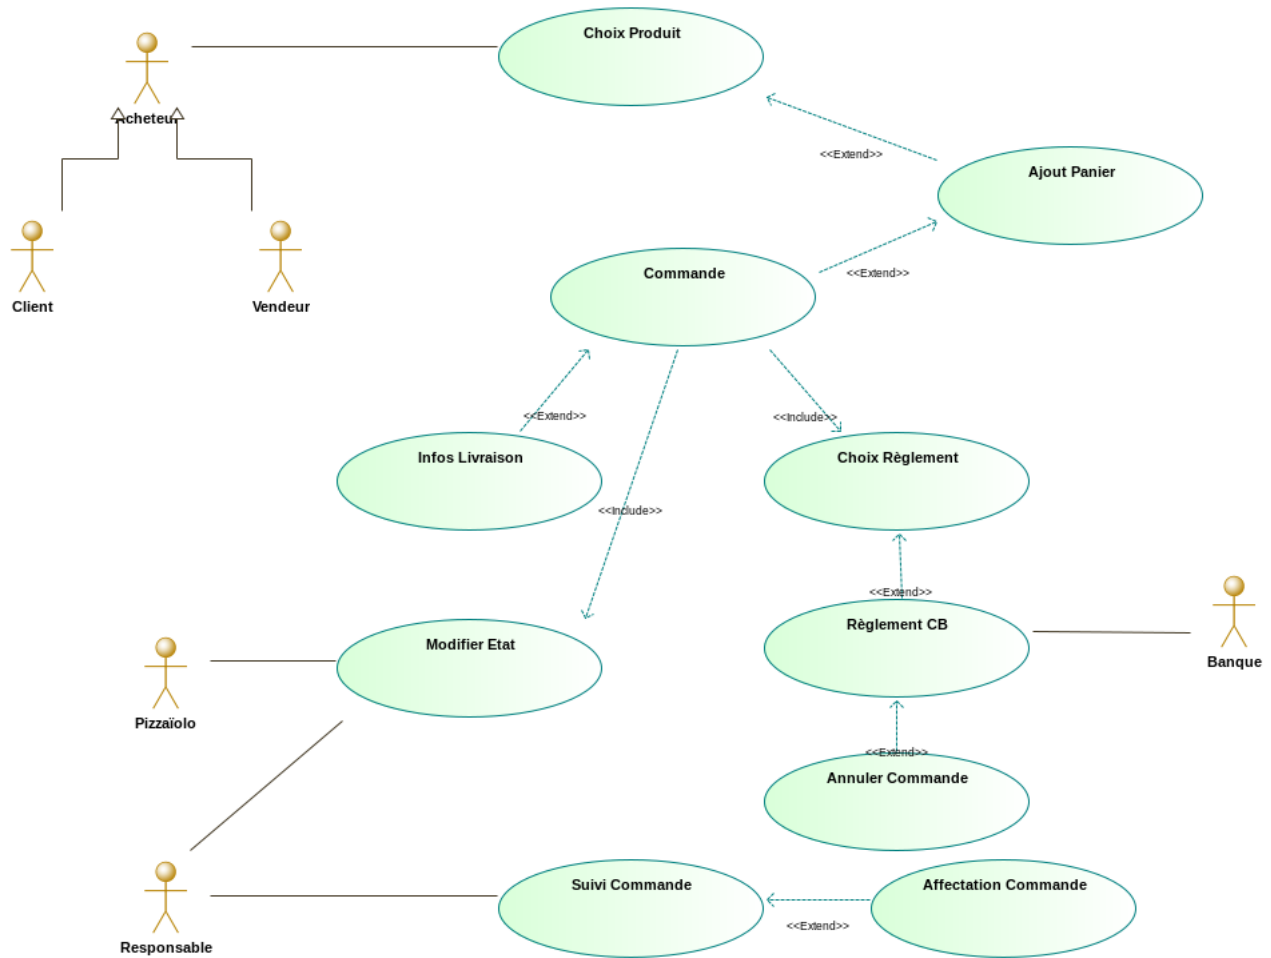 Choix Produit
Acheteur
<<Extend>>
Ajout Panier
Client
Vendeur
Commande
<<Extend>>
<<Extend>>
<<Include>>
Infos Livraison
Choix Règlement
<<Include>>
<<Extend>>
Règlement CB
Modifier Etat
Banque
Pizzaïolo
<<Extend>>
Annuler Commande
Suivi Commande
Affectation Commande
<<Extend>>
Responsable